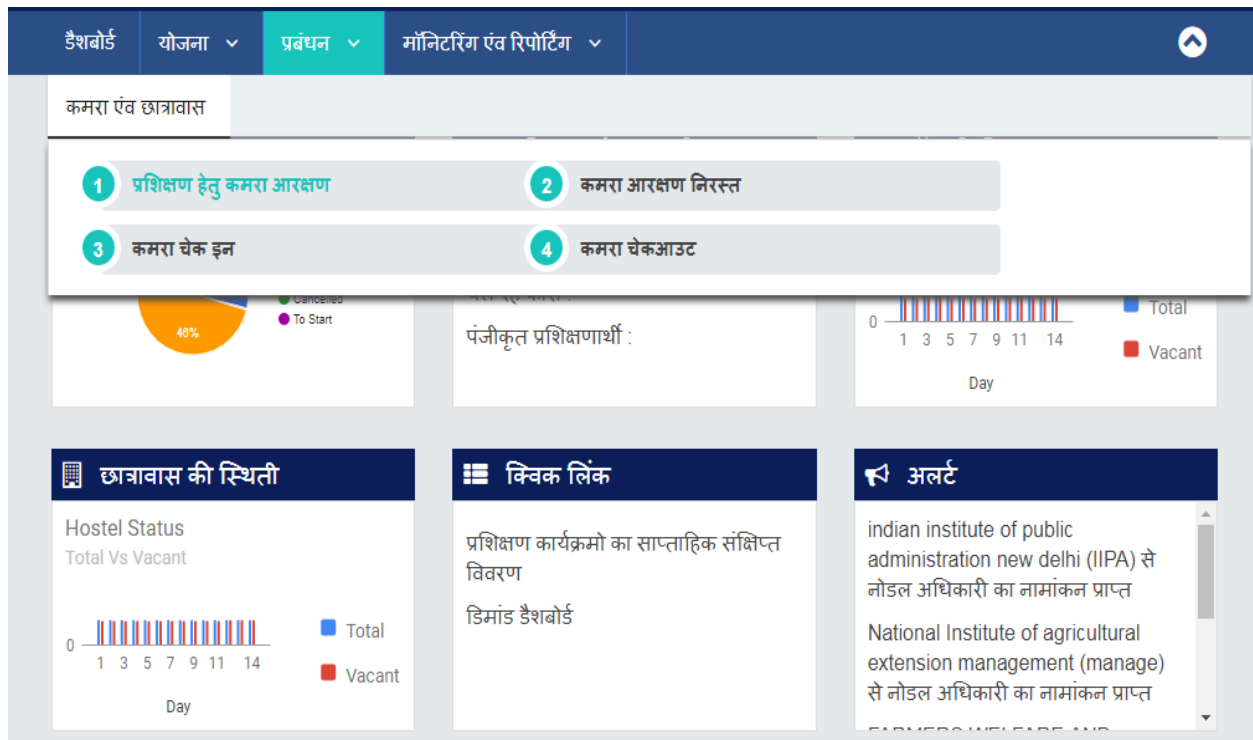 डैशबोर्ड योजना प्रबंधन मॉनिटरिंग एंव रिपोर्टिंग
कमरा एंव छात्रावास
1 प्रशिक्षण हेतु कमरा आरक्षण 2 कमरा आरक्षण निरस्त
3 कमरा चेक इन 4 कमरा चेकआउट
46%
Cancelled
To Start
पंजीकृत प्रशिक्षणार्थी :
0
1 3 5 7 9 11 14
Day
Total
Vacant
छात्रावास की स्थिती
Hostel Status
Total Vs Vacant
0
1 3 5 7 9 11 14
Day
Total
Vacant
क्विक लिंक
प्रशिक्षण कार्यक्रमो का साप्ताहिक संक्षिप्त
विवरण
डिमांड डैशबोर्ड
अलर्ट
indian institute of public
administration new delhi (IIPA) से
नोडल अधिकारी का नामांकन प्राप्त
National Institute of agricultural
extension management (manage)
से नोडल अधिकारी का नामांकन प्राप्त
FARMERS WELFARE AND